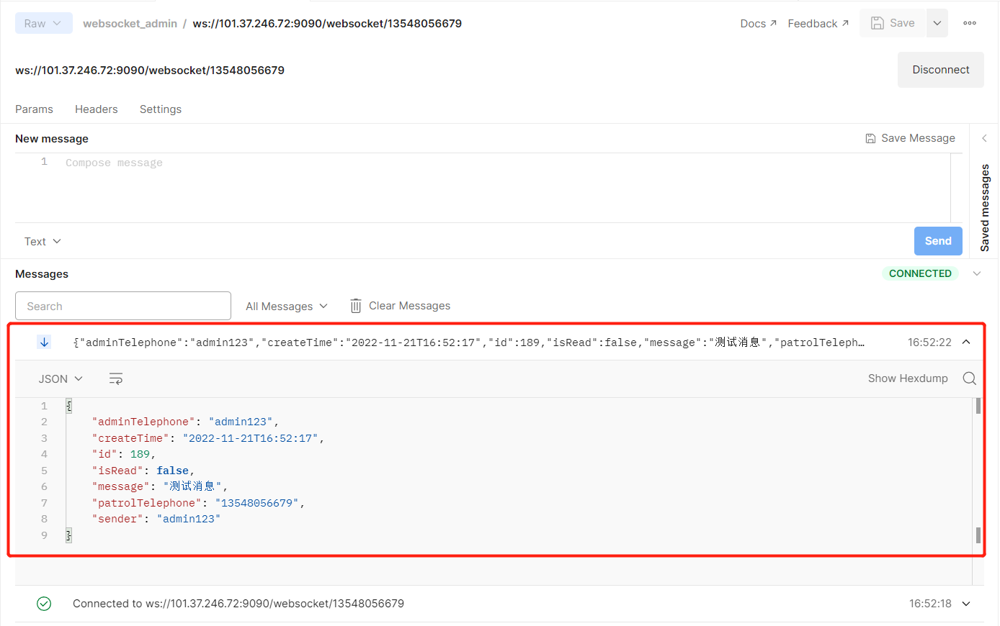 Raw websocket_admin / ws://101.37.246.72:9090/websocket/13548056679 Docs Feedback Save
ws://101.37.246.72:9090/websocket/13548056679 Disconnect
Params Headers Settings
New message Save Message
1 Compose message
Saved messages
Text Send
Messages CONNECTED
Search All Messages Clear Messages
{"adminTelephone":"admin123","createTime":"2022-11-21T16:52:17","id":189,"isRead":false,"message":"测试消息","patrolTeleph… 16:52:22
JSON Show Hexdump
1 {
2 "adminTelephone": "admin123",
3 "createTime": "2022-11-21T16:52:17",
4 "id": 189,
5 "isRead": false,
6 "message": "测试消息",
7 "patrolTelephone": "13548056679",
8 "sender": "admin123"
9 }
Connected to ws://101.37.246.72:9090/websocket/13548056679 16:52:18